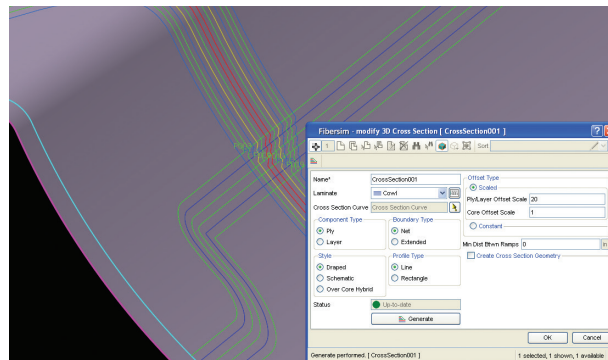 Fibersim - modify 3D Cross Section [ CrossSection001 ]
1
Sort
Name*
CrossSection001
Laminate
Cowl
Cross Section Curve
Cross Section Curve
Component Type
Ply
Layer
Boundary Type
Net
Extended
Style
Draped
Schematic
Over Core Hybrid
Profile Type
Line
Rectangle
Status
Up-to-date
Generate
Offset Type
Scaled
Ply/Layer Offset Scale
20
Core Offset Scale
1
Constant
Min Dist Btwn Ramps
0
in
Create Cross Section Geometry
OK
Cancel
Generate performed. [ CrossSection001 ]
1 selected, 1 shown, 1 available